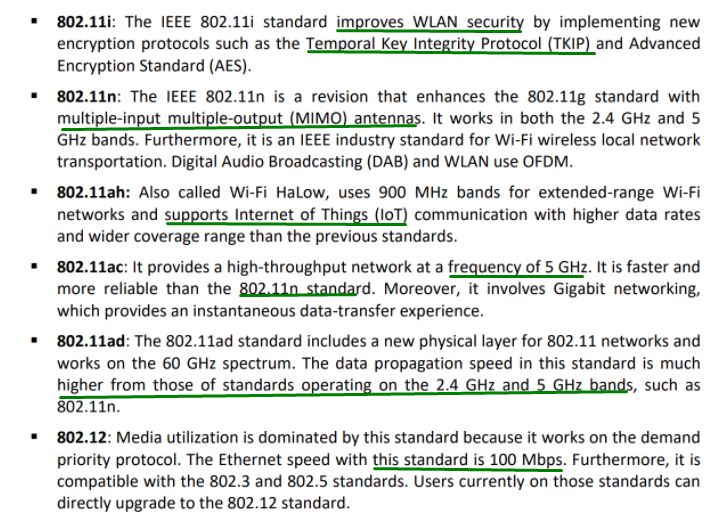 ▪ 802.11i: The IEEE 802.11i standard improves WLAN security by implementing new
encryption protocols such as the Temporal Key Integrity Protocol (TKIP) and Advanced
Encryption Standard (AES).
▪ 802.11n: The IEEE 802.11n is a revision that enhances the 802.11g standard with
multiple-input multiple-output (MIMO) antennas. It works in both the 2.4 GHz and 5
GHz bands. Furthermore, it is an IEEE industry standard for Wi-Fi wireless local network
transportation. Digital Audio Broadcasting (DAB) and WLAN use OFDM.
▪ 802.11ah: Also called Wi-Fi HaLow, uses 900 MHz bands for extended-range Wi-Fi
networks and supports Internet of Things (IoT) communication with higher data rates
and wider coverage range than the previous standards.
▪ 802.11ac: It provides a high-throughput network at a frequency of 5 GHz. It is faster and
more reliable than the 802.11n standard. Moreover, it involves Gigabit networking,
which provides an instantaneous data-transfer experience.
▪ 802.11ad: The 802.11ad standard includes a new physical layer for 802.11 networks and
works on the 60 GHz spectrum. The data propagation speed in this standard is much
higher from those of standards operating on the 2.4 GHz and 5 GHz bands, such as
802.11n.
▪ 802.12: Media utilization is dominated by this standard because it works on the demand
priority protocol. The Ethernet speed with this standard is 100 Mbps. Furthermore, it is
compatible with the 802.3 and 802.5 standards. Users currently on those standards can
directly upgrade to the 802.12 standard.